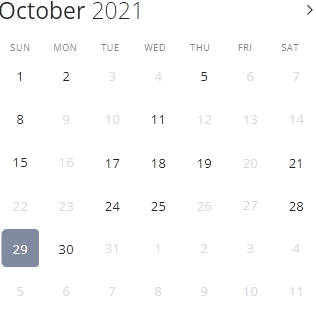 October 2021
SUN MON TUE WED THU FRI SAT
1 2 3 4 5 6 7
8 9 10 11 12 13 14
15 16 17 18 19 20 21
22 23 24 25 26 27 28
29 30 31 1 2 3 4
5 6 7 8 9 10 11